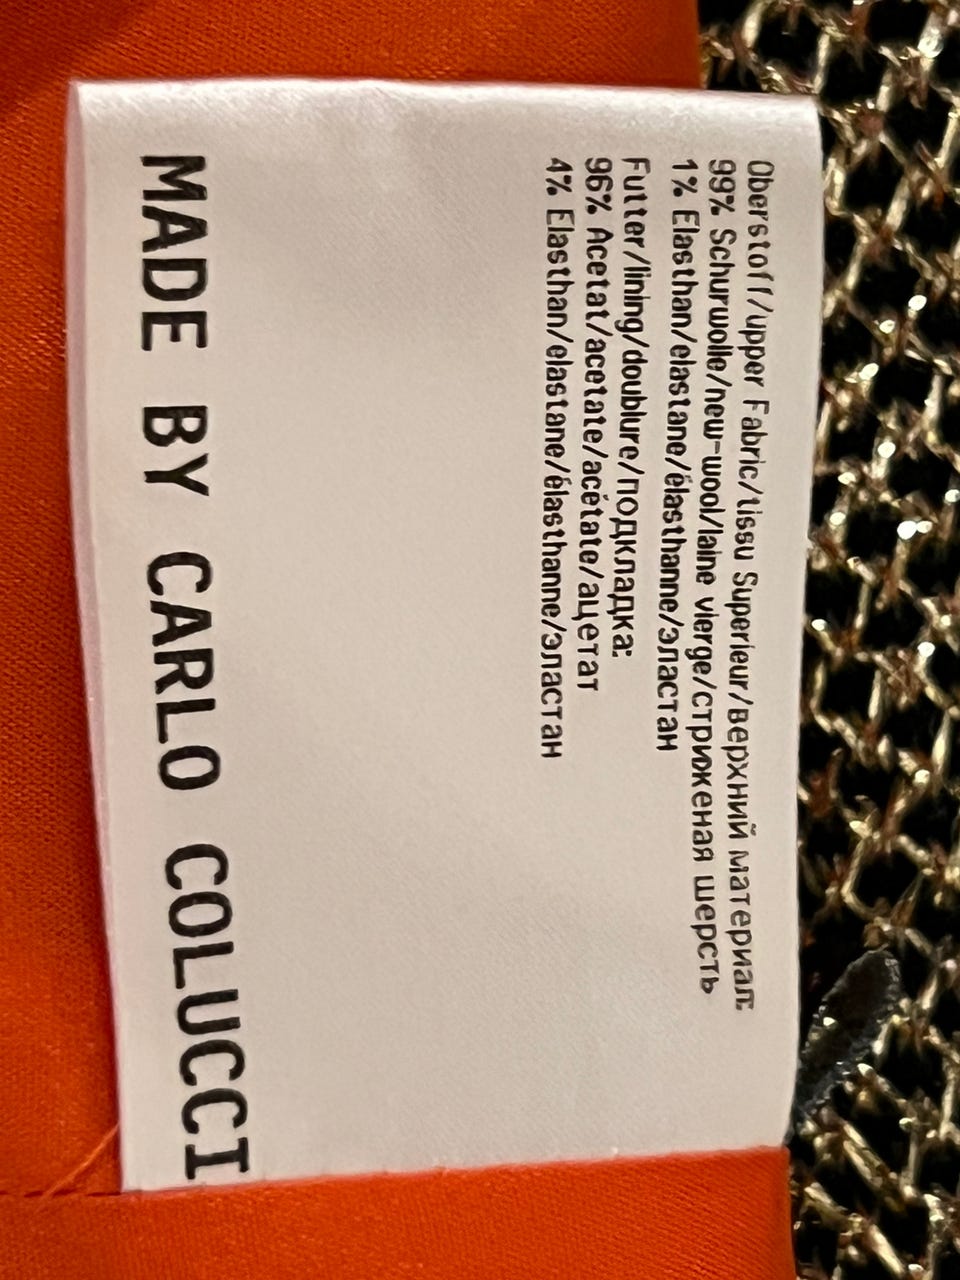 Oberstoff/upper Fabric/tissu Superieur/верхний материал:
99% Schurwolle/new-wool/laine vierge/стриженая шерсть
1% Elasthan/elastane/élasthanne/эластан
Futter/lining/doublure/подкладка:
96% Acetat/acetate/acétate/ацетат
4% Elasthan/elastane/élasthanne/эластан
MADE BY CARLO COLUCCI